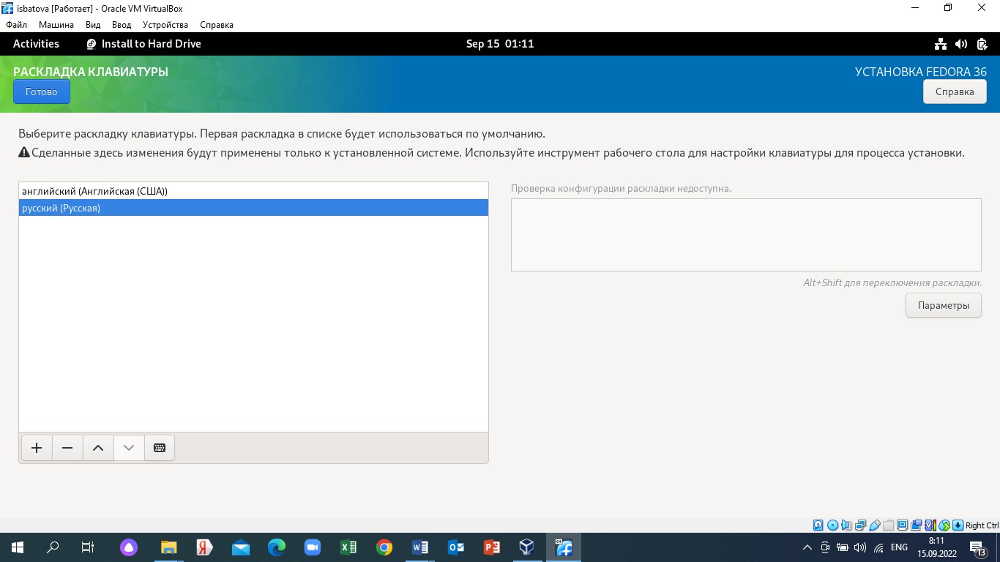 isbatova [Работает] - Oracle VM VirtualBox
Файл Машина Вид Ввод Устройства Справка
Activities Install to Hard Drive Sep 15 01:11
РАСКЛАДКА КЛАВИАТУРЫ УСТАНОВКА FEDORA 36
Готово Справка
Выберите раскладку клавиатуры. Первая раскладка в списке будет использоваться по умолчанию.
Сделанные здесь изменения будут применены только к установленной системе. Используйте инструмент рабочего стола для настройки клавиатуры для процесса установки.
английский (Английская (США))
русский (Русская)
Проверка конфигурации раскладки недоступна.
Alt+Shift для переключения раскладки.
Параметры
Right Ctrl
ENG
8:11
15.09.2022
13